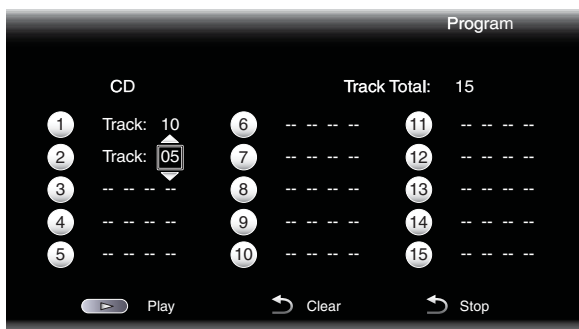 Program
CD Track Total: 15
1 Track: 10 6 -- -- -- -- 11 -- -- -- --
2 Track: 05 7 -- -- -- -- 12 -- -- -- --
3 -- -- -- -- 8 -- -- -- -- 13 -- -- -- --
4 -- -- -- -- 9 -- -- -- -- 14 -- -- -- --
5 -- -- -- -- 10 -- -- -- -- 15 -- -- -- --
Play Clear Stop